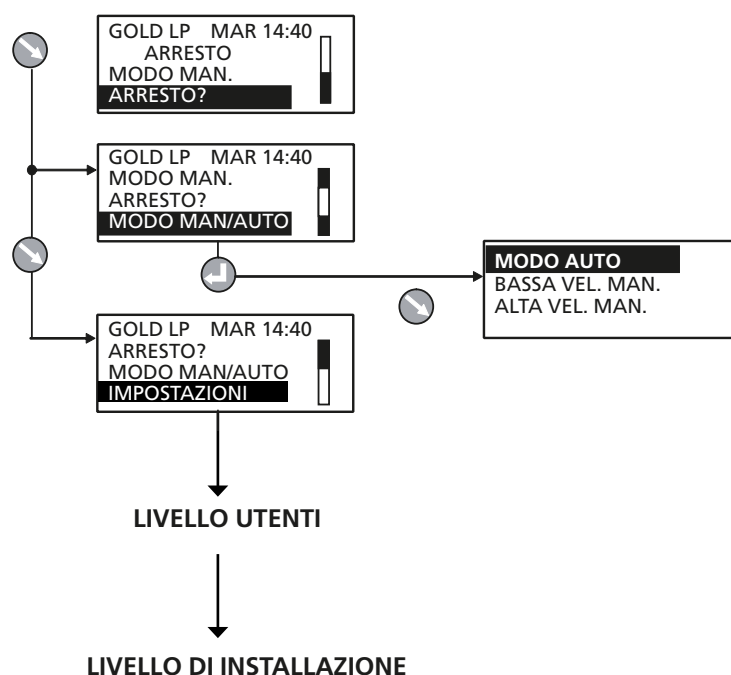 GOLD LP MAR 14:40
ARRESTO
MODO MAN.
ARRESTO?
GOLD LP MAR 14:40
MODO MAN.
ARRESTO?
MODO MAN/AUTO
MODO AUTO
BASSA VEL. MAN.
ALTA VEL. MAN.
GOLD LP MAR 14:40
ARRESTO?
MODO MAN/AUTO
IMPOSTAZIONI
LIVELLO UTENTI
LIVELLO DI INSTALLAZIONE